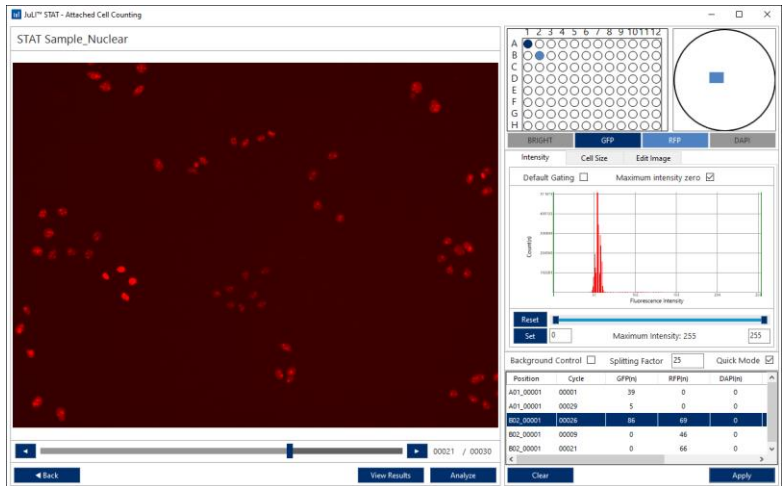 JuLI™ STAT - Attached Cell Counting
STAT Sample_Nuclear
1 2 3 4 5 6 7 8 9 10 11 12
A
B
C
D
E
F
G
H
BRIGHT GFP RFP DAPI
Intensity Cell Size Edit Image
Default Gating Maximum intensity zero
Count(n)
Fluorescence Intensity
Reset
Set 0 Maximum Intensity: 255 255
Background Control Splitting Factor 25 Quick Mode
Position Cycle GFP(n) RFP(n) DAPI(n)
A01_00001 00001 39 0 0
A01_00001 00029 5 0 0
B02_00001 00026 86 69 0
B02_00001 00009 0 46 0
B02_00001 00021 0 66 0
00021 / 00030
Back View Results Analyze
Clear Apply